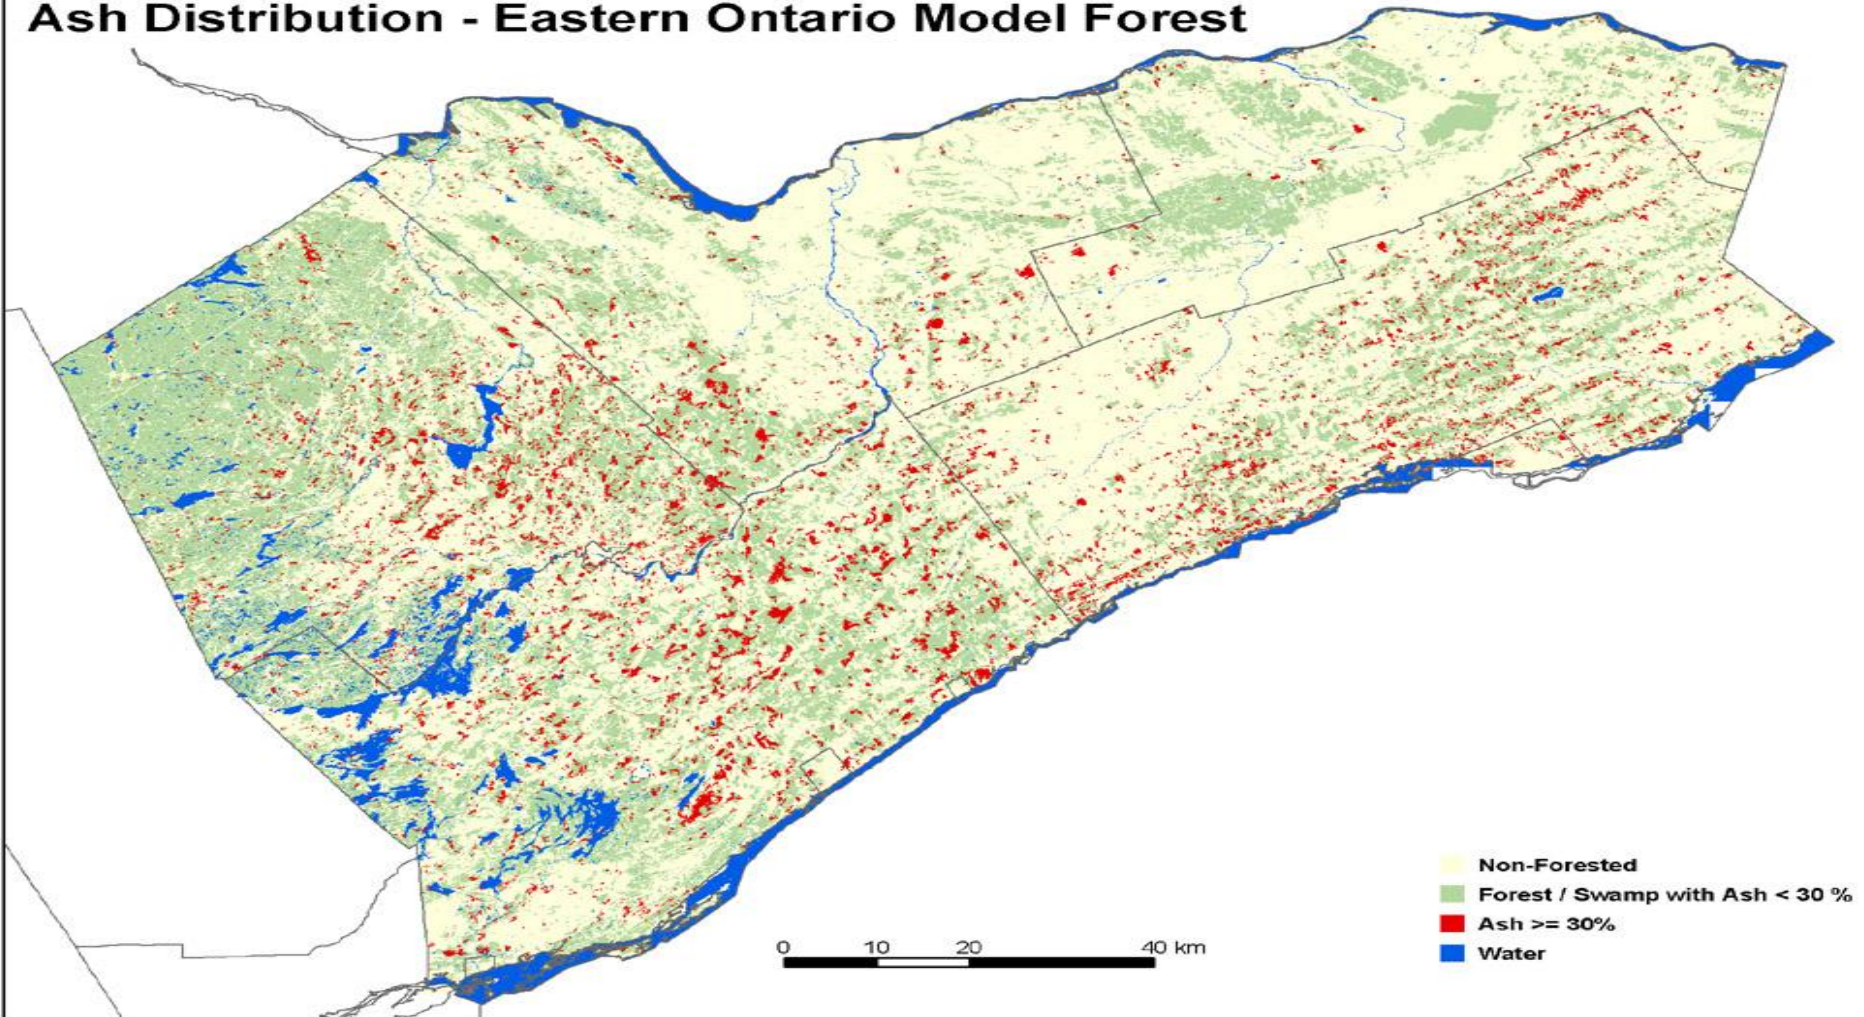 Ash Distribution - Eastern Ontario Model Forest
Non-Forested
Forest / Swamp with Ash < 30 %
Ash >= 30%
Water
0 10 20 40 km